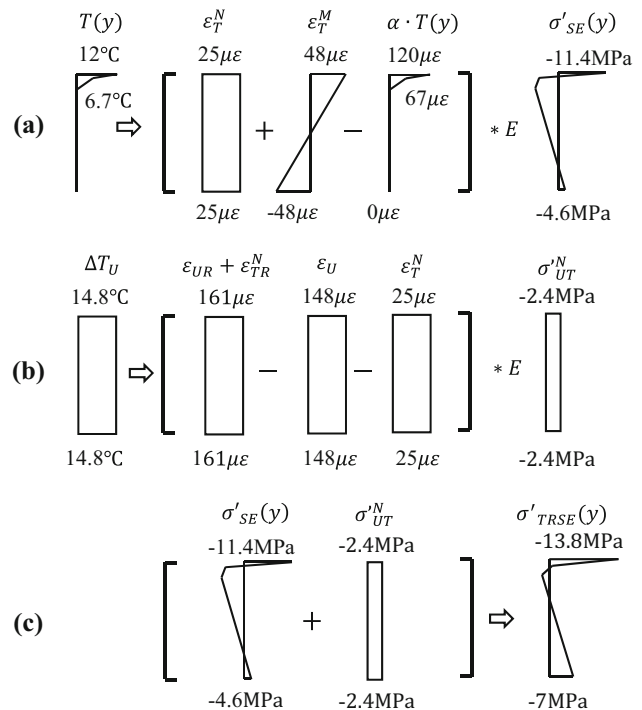 T(y) ε_T^N ε_T^M α · T(y) σ'_SE(y)
12℃ 25με 48με 120με -11.4MPa
6.7℃ 67με
(a) ⇨ [ + − ] * E
25με -48με 0με -4.6MPa
ΔT_U ε_UR + ε_TR^N ε_U ε_T^N σ'_UT^N
14.8℃ 161με 148με 25με -2.4MPa
(b) ⇨ [ − − ] * E
14.8℃ 161με 148με 25με -2.4MPa
σ'_SE(y) σ'_UT^N σ'_TRSE(y)
-11.4MPa -2.4MPa -13.8MPa
(c) [ + ] ⇨
-4.6MPa -2.4MPa -7MPa